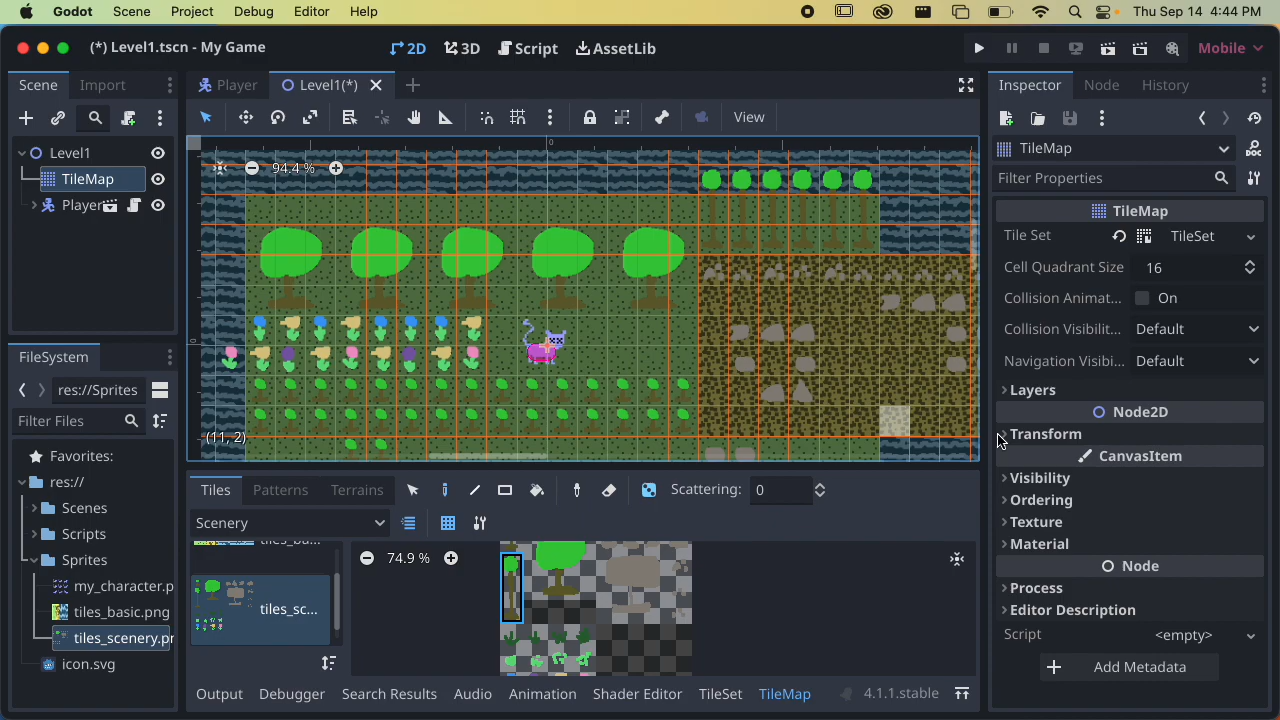 Godot Scene Project Debug Editor Help Thu Sep 14 4:44 PM
(*) Level1.tscn - My Game 2D 3D Script AssetLib Mobile
Scene Import Player Level1(*) Inspector Node History
View
Level1 TileMap
TileMap Filter Properties
Player
94.4 %
0
0
(11, 2)
TileMap
Tile Set TileSet
Cell Quadrant Size 16
Collision Animat... On
Collision Visibilit... Default
Navigation Visibi... Default
Layers
Node2D
Transform
CanvasItem
Visibility
Ordering
Texture
Material
Node
Process
Editor Description
Script <empty>
Add Metadata
FileSystem
res://Sprites
Filter Files
Favorites:
res://
Scenes
Scripts
Sprites
my_character.p
tiles_basic.png
tiles_scenery.pr
icon.svg
Tiles Patterns Terrains Scattering: 0
Scenery
tiles_ba...
74.9 %
tiles_sc...
Output Debugger Search Results Audio Animation Shader Editor TileSet TileMap 4.1.1.stable